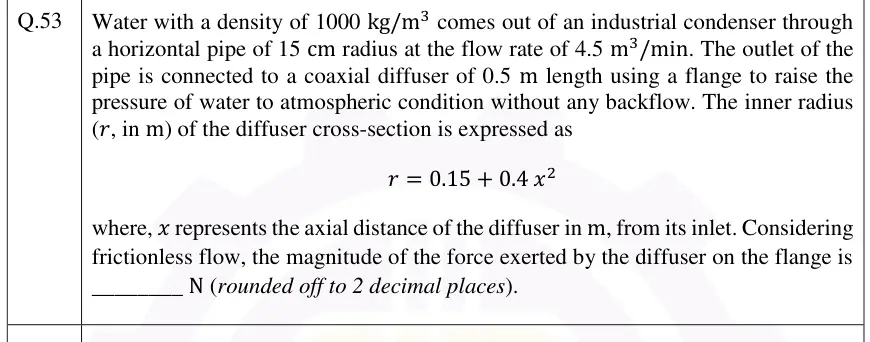 Q.53 Water with a density of 1000 kg/m³ comes out of an industrial condenser through
a horizontal pipe of 15 cm radius at the flow rate of 4.5 m³/min. The outlet of the
pipe is connected to a coaxial diffuser of 0.5 m length using a flange to raise the
pressure of water to atmospheric condition without any backflow. The inner radius
(r, in m) of the diffuser cross-section is expressed as
r = 0.15 + 0.4 x²
where, x represents the axial distance of the diffuser in m, from its inlet. Considering
frictionless flow, the magnitude of the force exerted by the diffuser on the flange is
_________ N (rounded off to 2 decimal places).